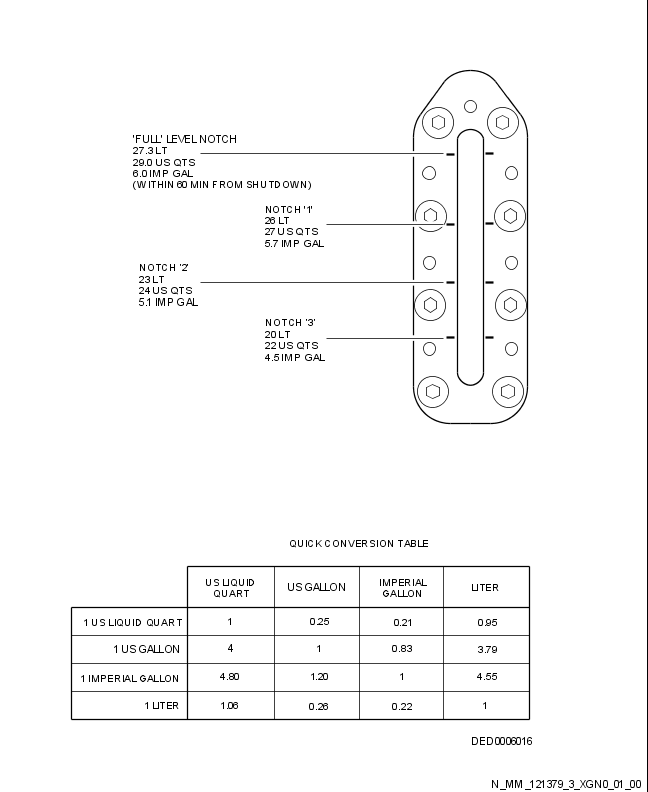 'FULL' LEVEL NOTCH
27.3 LT
29.0 US QTS
6.0 IMP GAL
(WITHIN 60 MIN FROM SHUTDOWN)
NOTCH '1'
26 LT
27 US QTS
5.7 IMP GAL
NOTCH '2'
23 LT
24 US QTS
5.1 IMP GAL
NOTCH '3'
20 LT
22 US QTS
4.5 IMP GAL
QUICK CONVERSION TABLE
US LIQUID QUART US GALLON IMPERIAL GALLON LITER
1 US LIQUID QUART 1 0.25 0.21 0.95
1 US GALLON 4 1 0.83 3.79
1 IMPERIAL GALLON 4.80 1.20 1 4.55
1 LITER 1.06 0.26 0.22 1
DED0006016
N_MM_121379_3_XGN0_01_00